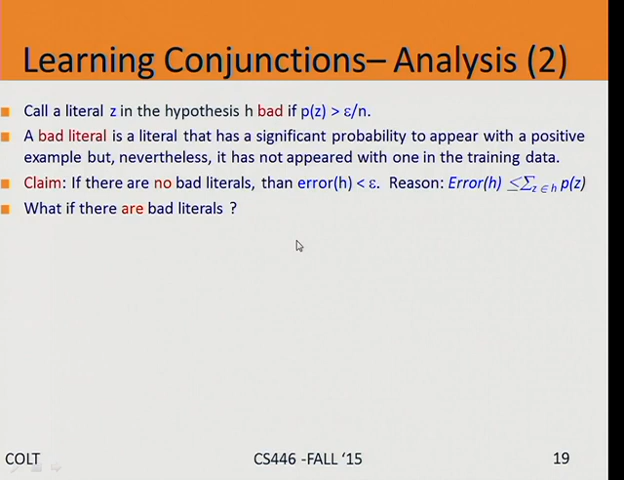 Learning Conjunctions– Analysis (2)
Call a literal z in the hypothesis h bad if p(z) > ε/n.
A bad literal is a literal that has a significant probability to appear with a positive
example but, nevertheless, it has not appeared with one in the training data.
Claim: If there are no bad literals, than error(h) < ε. Reason: Error(h) ≤∑z ∈ h p(z)
What if there are bad literals ?
COLT
CS446 -FALL ‘15
19